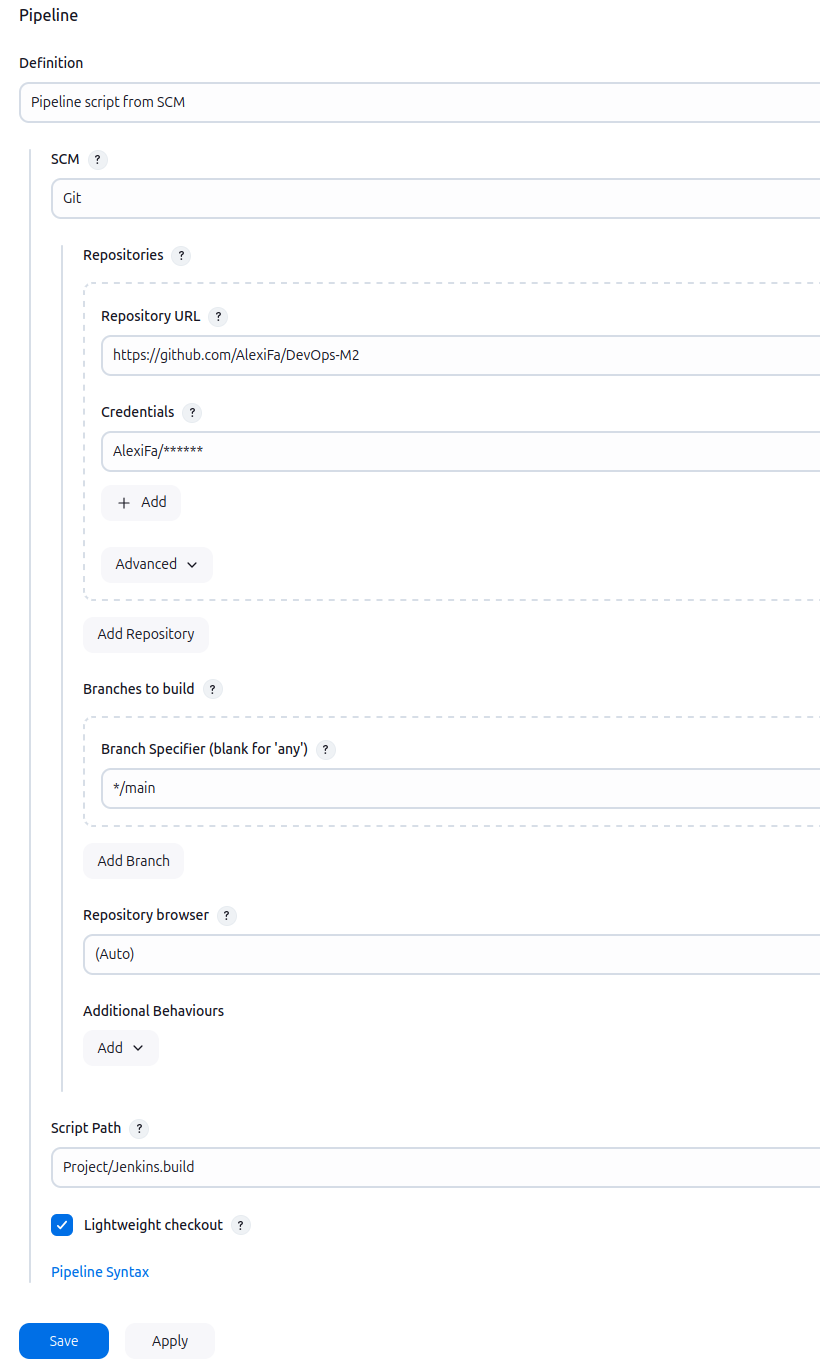 Pipeline
Definition
Pipeline script from SCM
SCM ?
Git
Repositories ?
Repository URL ?
https://github.com/AlexiFa/DevOps-M2
Credentials ?
AlexiFa/******
+ Add
Advanced
Add Repository
Branches to build ?
Branch Specifier (blank for 'any') ?
*/main
Add Branch
Repository browser ?
(Auto)
Additional Behaviours
Add
Script Path ?
Project/Jenkins.build
Lightweight checkout ?
Pipeline Syntax
Save Apply